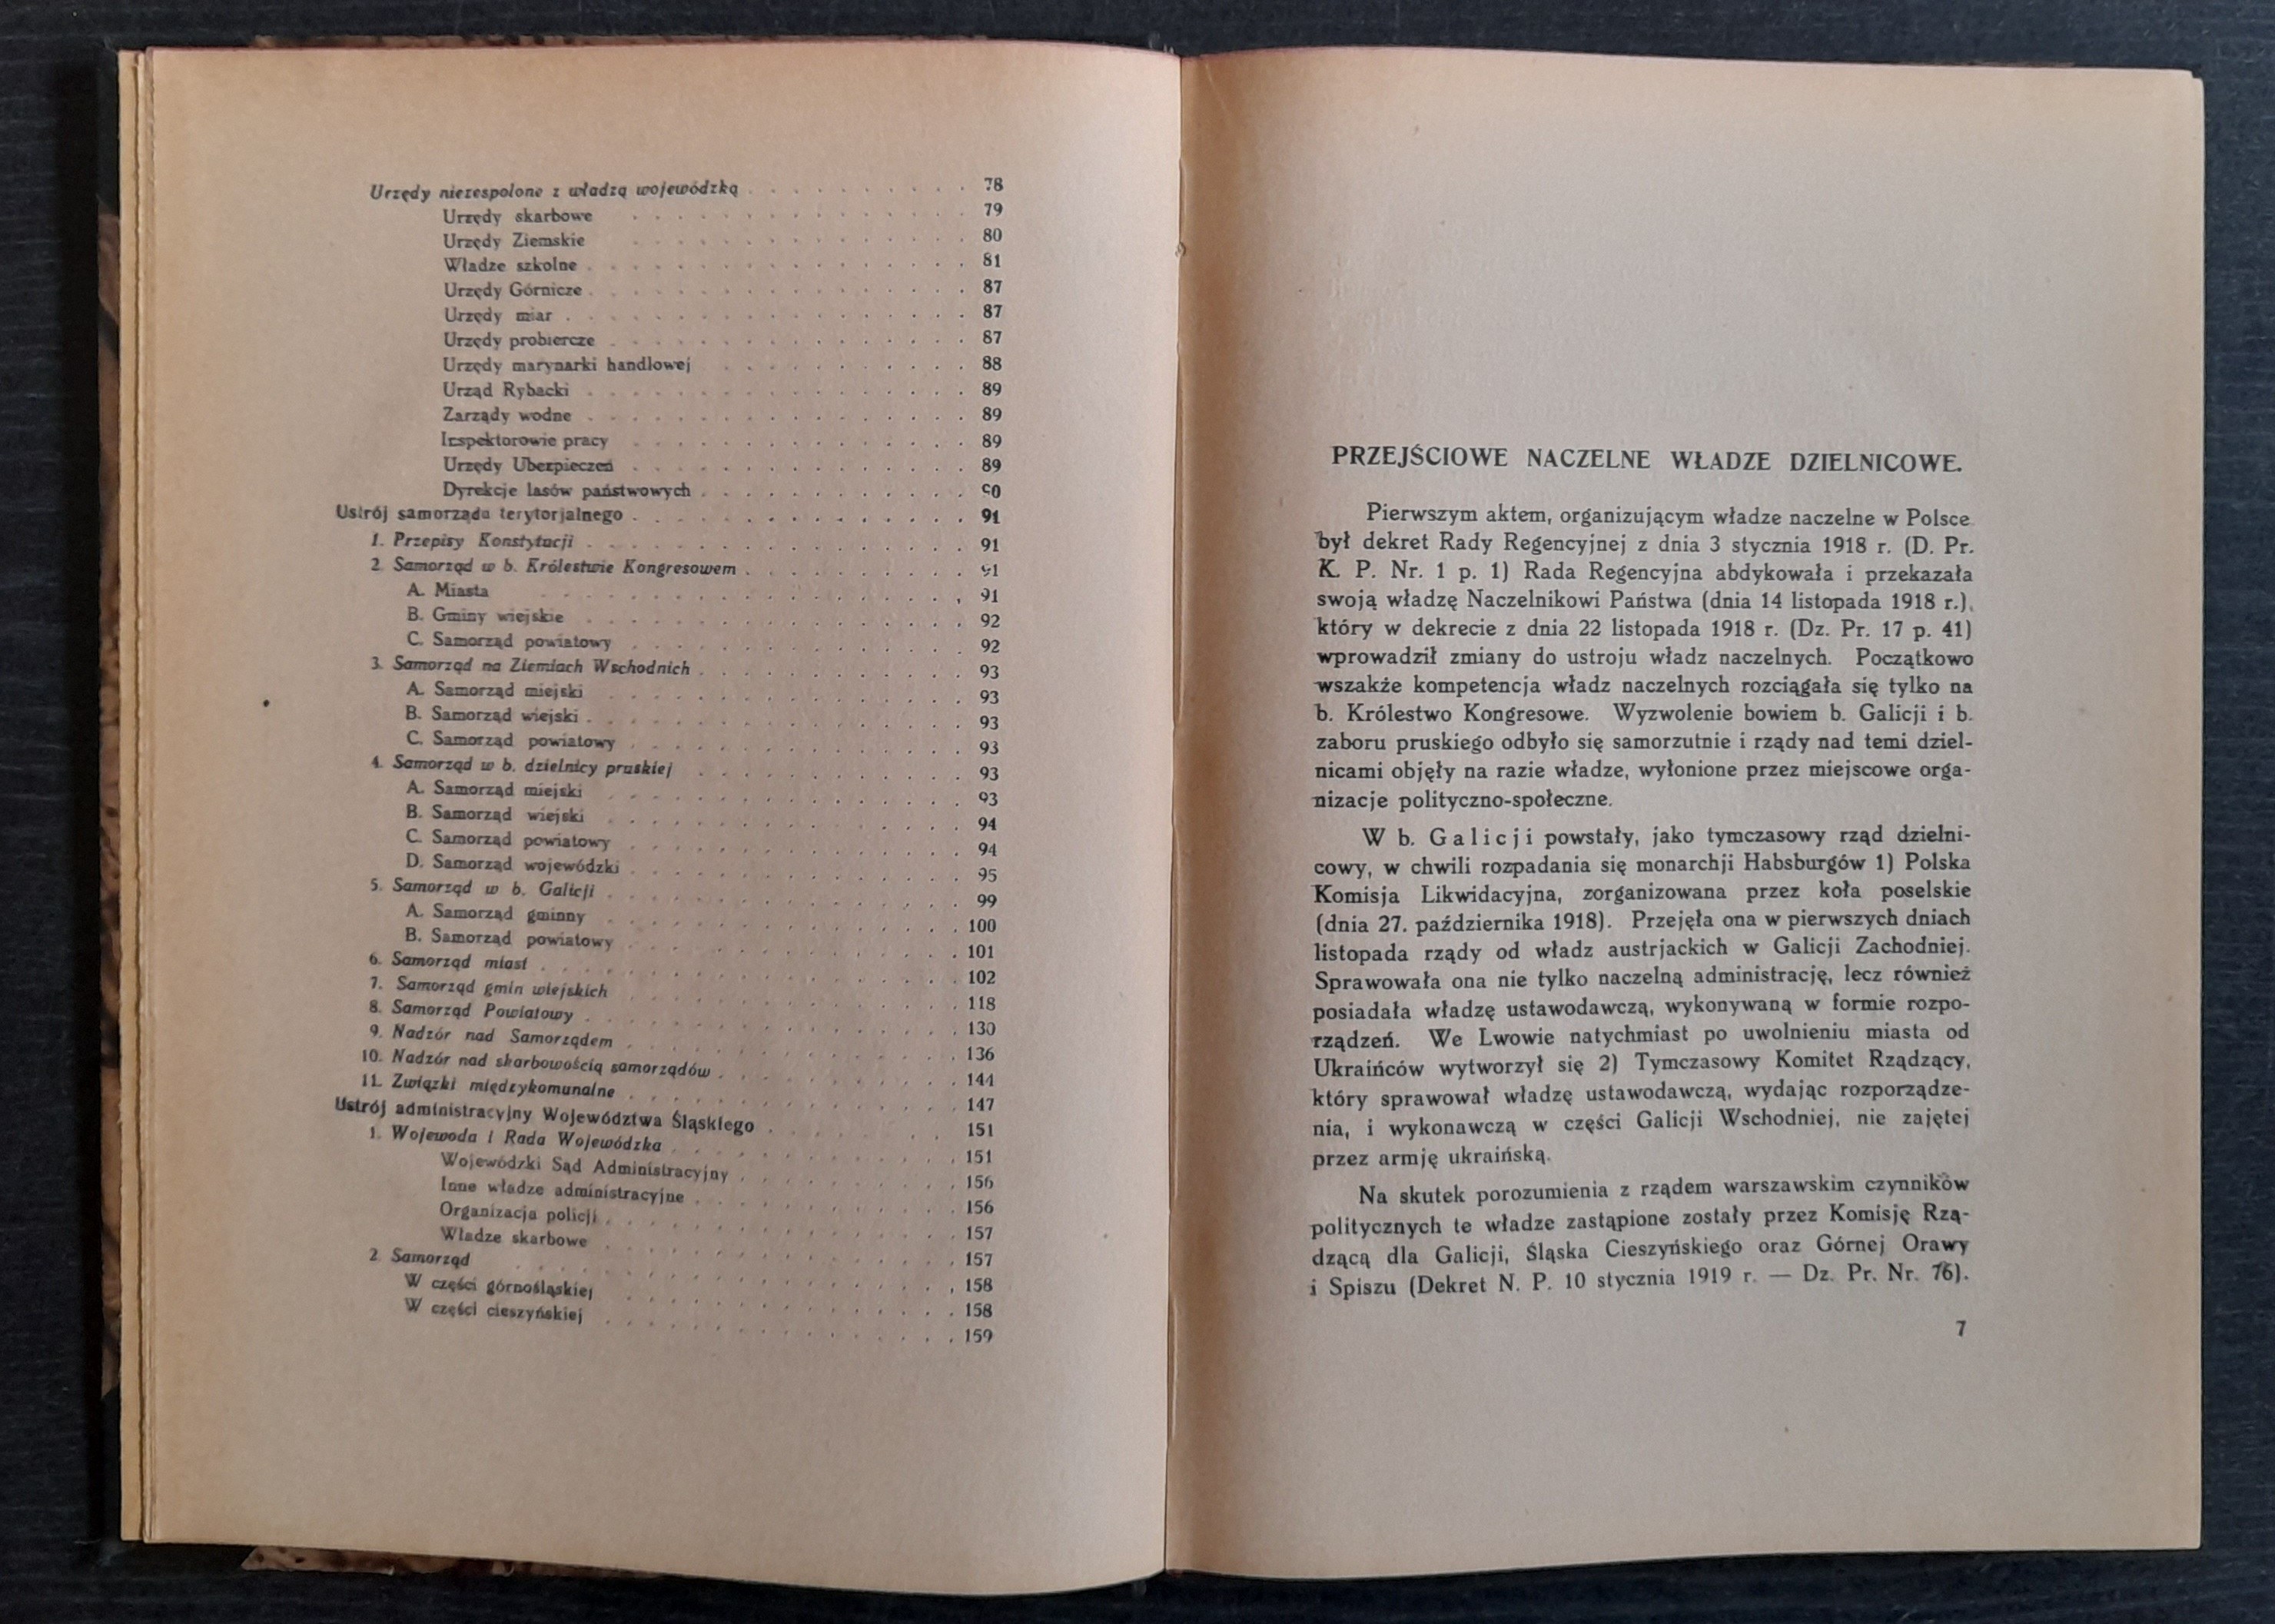 Urzędy niezespolone z władzą wojewódzką . . . . . . . . . . 78
Urzędy skarbowe . . . . . . . . . . 79
Urzędy Ziemskie . . . . . . . . . . 80
Władze szkolne . . . . . . . . . . 81
Urzędy Górnicze . . . . . . . . . . 87
Urzędy miar . . . . . . . . . . 87
Urzędy probiercze . . . . . . . . . . 87
Urzędy marynarki handlowej . . . . . . . . . . 88
Urząd Rybacki . . . . . . . . . . 89
Zarządy wodne . . . . . . . . . . 89
Inspektorowie pracy . . . . . . . . . . 89
Urzędy Ubezpieczeń . . . . . . . . . . 89
Dyrekcje lasów państwowych . . . . . . . . . . 90
Ustrój samorządu terytorjalnego . . . . . . . . . . 91
1. Przepisy Konstytucji . . . . . . . . . . 91
2. Samorząd w b. Królestwie Kongresowem . . . . . . . . . . 91
A. Miasta . . . . . . . . . . 91
B. Gminy wiejskie . . . . . . . . . . 92
C. Samorząd powiatowy . . . . . . . . . . 92
3. Samorząd na Ziemiach Wschodnich . . . . . . . . . . 93
A. Samorząd miejski . . . . . . . . . . 93
B. Samorząd wiejski . . . . . . . . . . 93
C. Samorząd powiatowy . . . . . . . . . . 93
4. Samorząd w b. dzielnicy pruskiej . . . . . . . . . . 93
A. Samorząd miejski . . . . . . . . . . 93
B. Samorząd wiejski . . . . . . . . . . 94
C. Samorząd powiatowy . . . . . . . . . . 94
D. Samorząd wojewódzki . . . . . . . . . . 95
5. Samorząd w b. Galicji . . . . . . . . . . 99
A. Samorząd gminny . . . . . . . . . . 100
B. Samorząd powiatowy . . . . . . . . . . 101
6. Samorząd miast . . . . . . . . . . 102
7. Samorząd gmin wiejskich . . . . . . . . . . 118
8. Samorząd Powiatowy . . . . . . . . . . 130
9. Nadzór nad Samorządem . . . . . . . . . . 136
10. Nadzór nad skarbowością samorządów . . . . . . . . . . 144
11. Związki międzykomunalne . . . . . . . . . . 147
Ustrój administracyjny Województwa Śląskiego . . . . . . . . . . 151
1. Wojewoda i Rada Wojewódzka . . . . . . . . . . 151
Wojewódzki Sąd Administracyjny . . . . . . . . . . 156
Inne władze administracyjne . . . . . . . . . . 156
Organizacja policji . . . . . . . . . . 157
Władze skarbowe . . . . . . . . . . 157
2. Samorząd . . . . . . . . . . 158
W części górnośląskiej . . . . . . . . . . 158
W części cieszyńskiej . . . . . . . . . . 159
PRZEJŚCIOWE NACZELNE WŁADZE DZIELNICOWE.
Pierwszym aktem, organizującym władze naczelne w Polsce
był dekret Rady Regencyjnej z dnia 3 stycznia 1918 r. (D. Pr.
K. P. Nr. 1 p. 1) Rada Regencyjna abdykowała i przekazała
swoją władzę Naczelnikowi Państwa (dnia 14 listopada 1918 r.),
który w dekrecie z dnia 22 listopada 1918 r. (Dz. Pr. 17 p. 41)
wprowadził zmiany do ustroju władz naczelnych. Początkowo
wszakże kompetencja władz naczelnych rozciągała się tylko na
b. Królestwo Kongresowe. Wyzwolenie bowiem b. Galicji i b.
zaboru pruskiego odbyło się samorzutnie i rządy nad temi dziel-
nicami objęły na razie władze, wyłonione przez miejscowe orga-
nizacje polityczno-społeczne.
W b. Galicji powstały, jako tymczasowy rząd dzielni-
cowy, w chwili rozpadania się monarchji Habsburgów 1) Polska
Komisja Likwidacyjna, zorganizowana przez koła poselskie
(dnia 27. października 1918). Przejęła ona w pierwszych dniach
listopada rządy od władz austrjackich w Galicji Zachodniej.
Sprawowała ona nie tylko naczelną administrację, lecz również
posiadała władzę ustawodawczą, wykonywaną w formie rozpo-
rządzeń. We Lwowie natychmiast po uwolnieniu miasta od
Ukraińców wytworzył się 2) Tymczasowy Komitet Rządzący,
który sprawował władzę ustawodawczą, wydając rozporządze-
nia, i wykonawczą w części Galicji Wschodniej, nie zajętej
przez armję ukraińską.
Na skutek porozumienia z rządem warszawskim czynników
politycznych te władze zastąpione zostały przez Komisję Rzą-
dzącą dla Galicji, Śląska Cieszyńskiego oraz Górnej Orawy
i Spiszu (Dekret N. P. 10 stycznia 1919 r. — Dz. Pr. Nr. 76).
7